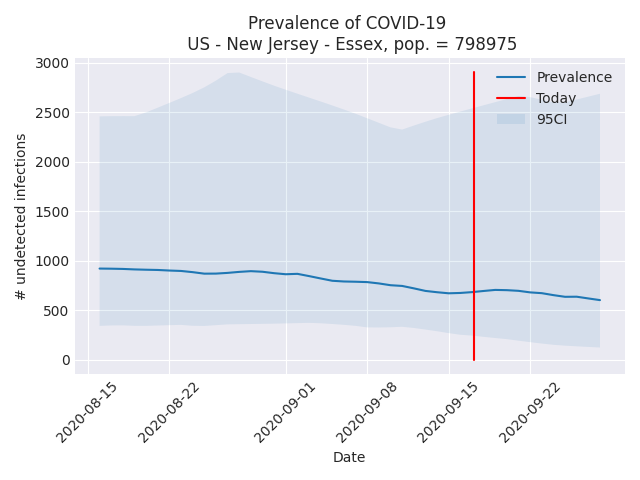 Prevalence of COVID-19
US - New Jersey - Essex, pop. = 798975
# undetected infections
3000
2500
2000
1500
1000
500
0
Prevalence
Today
95CI
2020-08-15
2020-08-22
2020-09-01
2020-09-08
2020-09-15
2020-09-22
Date